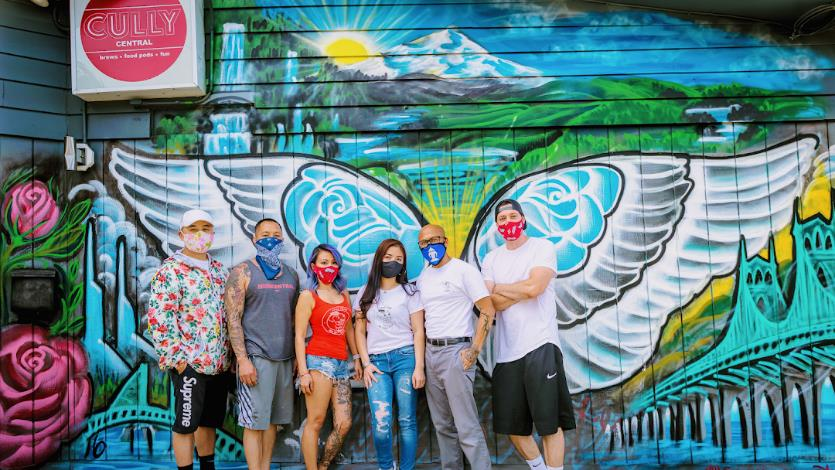 CULLY
CENTRAL
brews • food pods • fun
Supreme